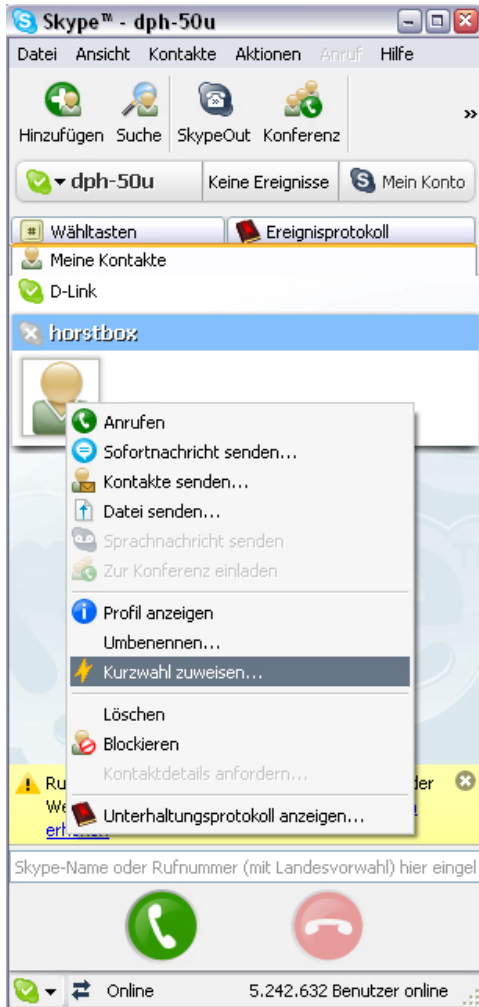 Skype™ - dph-50u
Datei Ansicht Kontakte Aktionen Anruf Hilfe
Hinzufügen Suche SkypeOut Konferenz »
dph-50u Keine Ereignisse Mein Konto
# Wähltasten Ereignisprotokoll
Meine Kontakte
D-Link
horstbox
Anrufen
Sofortnachricht senden...
Kontakte senden...
Datei senden...
Sprachnachricht senden
Zur Konferenz einladen
Profil anzeigen
Umbenennen...
Kurzwahl zuweisen...
Löschen
Blockieren
Kontaktdetails anfordern...
Unterhaltungsprotokoll anzeigen...
Skype-Name oder Rufnummer (mit Landesvorwahl) hier eingel
Online 5.242.632 Benutzer online